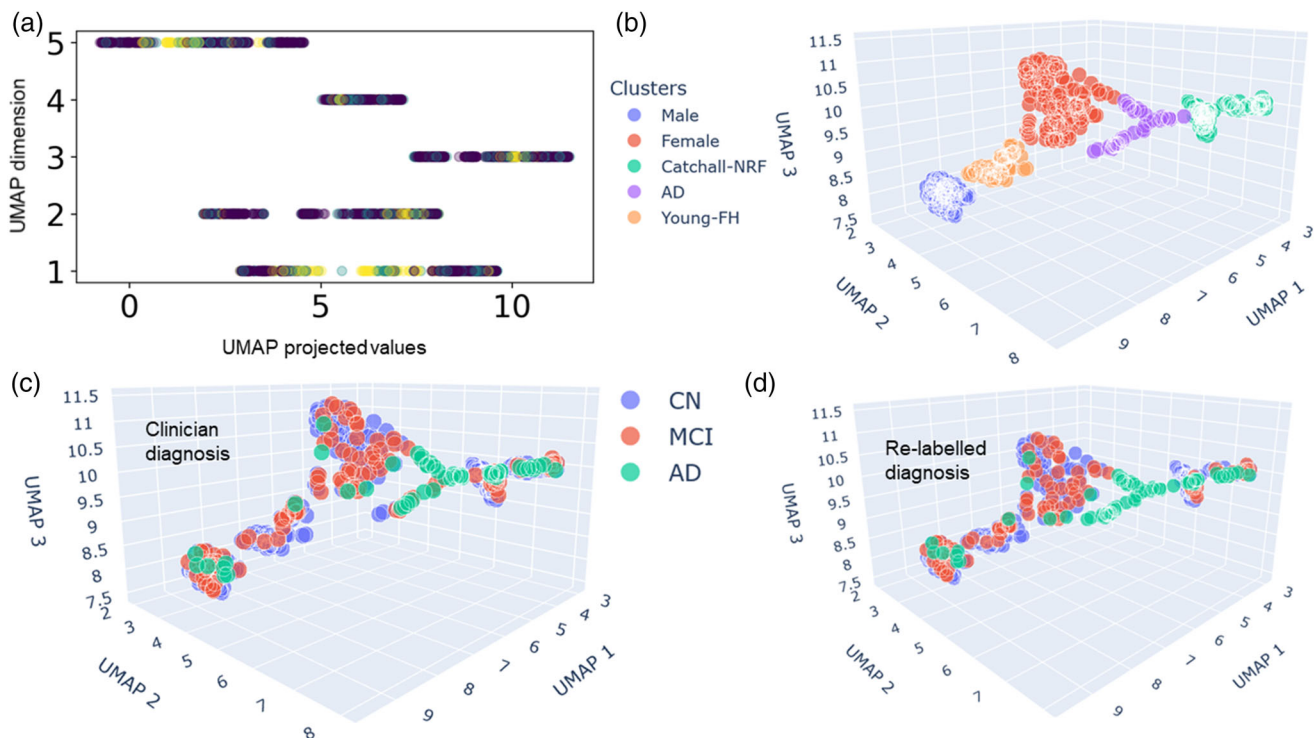 (a)
5
4
3
2
1
UMAP dimension
0 5 10
UMAP projected values
(b)
Clusters
Male
Female
Catchall-NRF
AD
Young-FH
11.5
11
10.5
10
9.5
9
8.5
8
7.5
UMAP 3
2 3 4 5 6 7 8
UMAP 2
9 8 7 6 5 4 3
UMAP 1
(c)
Clinician
diagnosis
11.5
11
10.5
10
9.5
9
8.5
8
7.5
UMAP 3
2 3 4 5 6 7 8
UMAP 2
9 8 7 6 5 4 3
UMAP 1
CN
MCI
AD
(d)
Re-labelled
diagnosis
11.5
11
10.5
10
9.5
9
8.5
8
7.5
UMAP 3
2 3 4 5 6 7 8
UMAP 2
9 8 7 6 5 4 3
UMAP 1